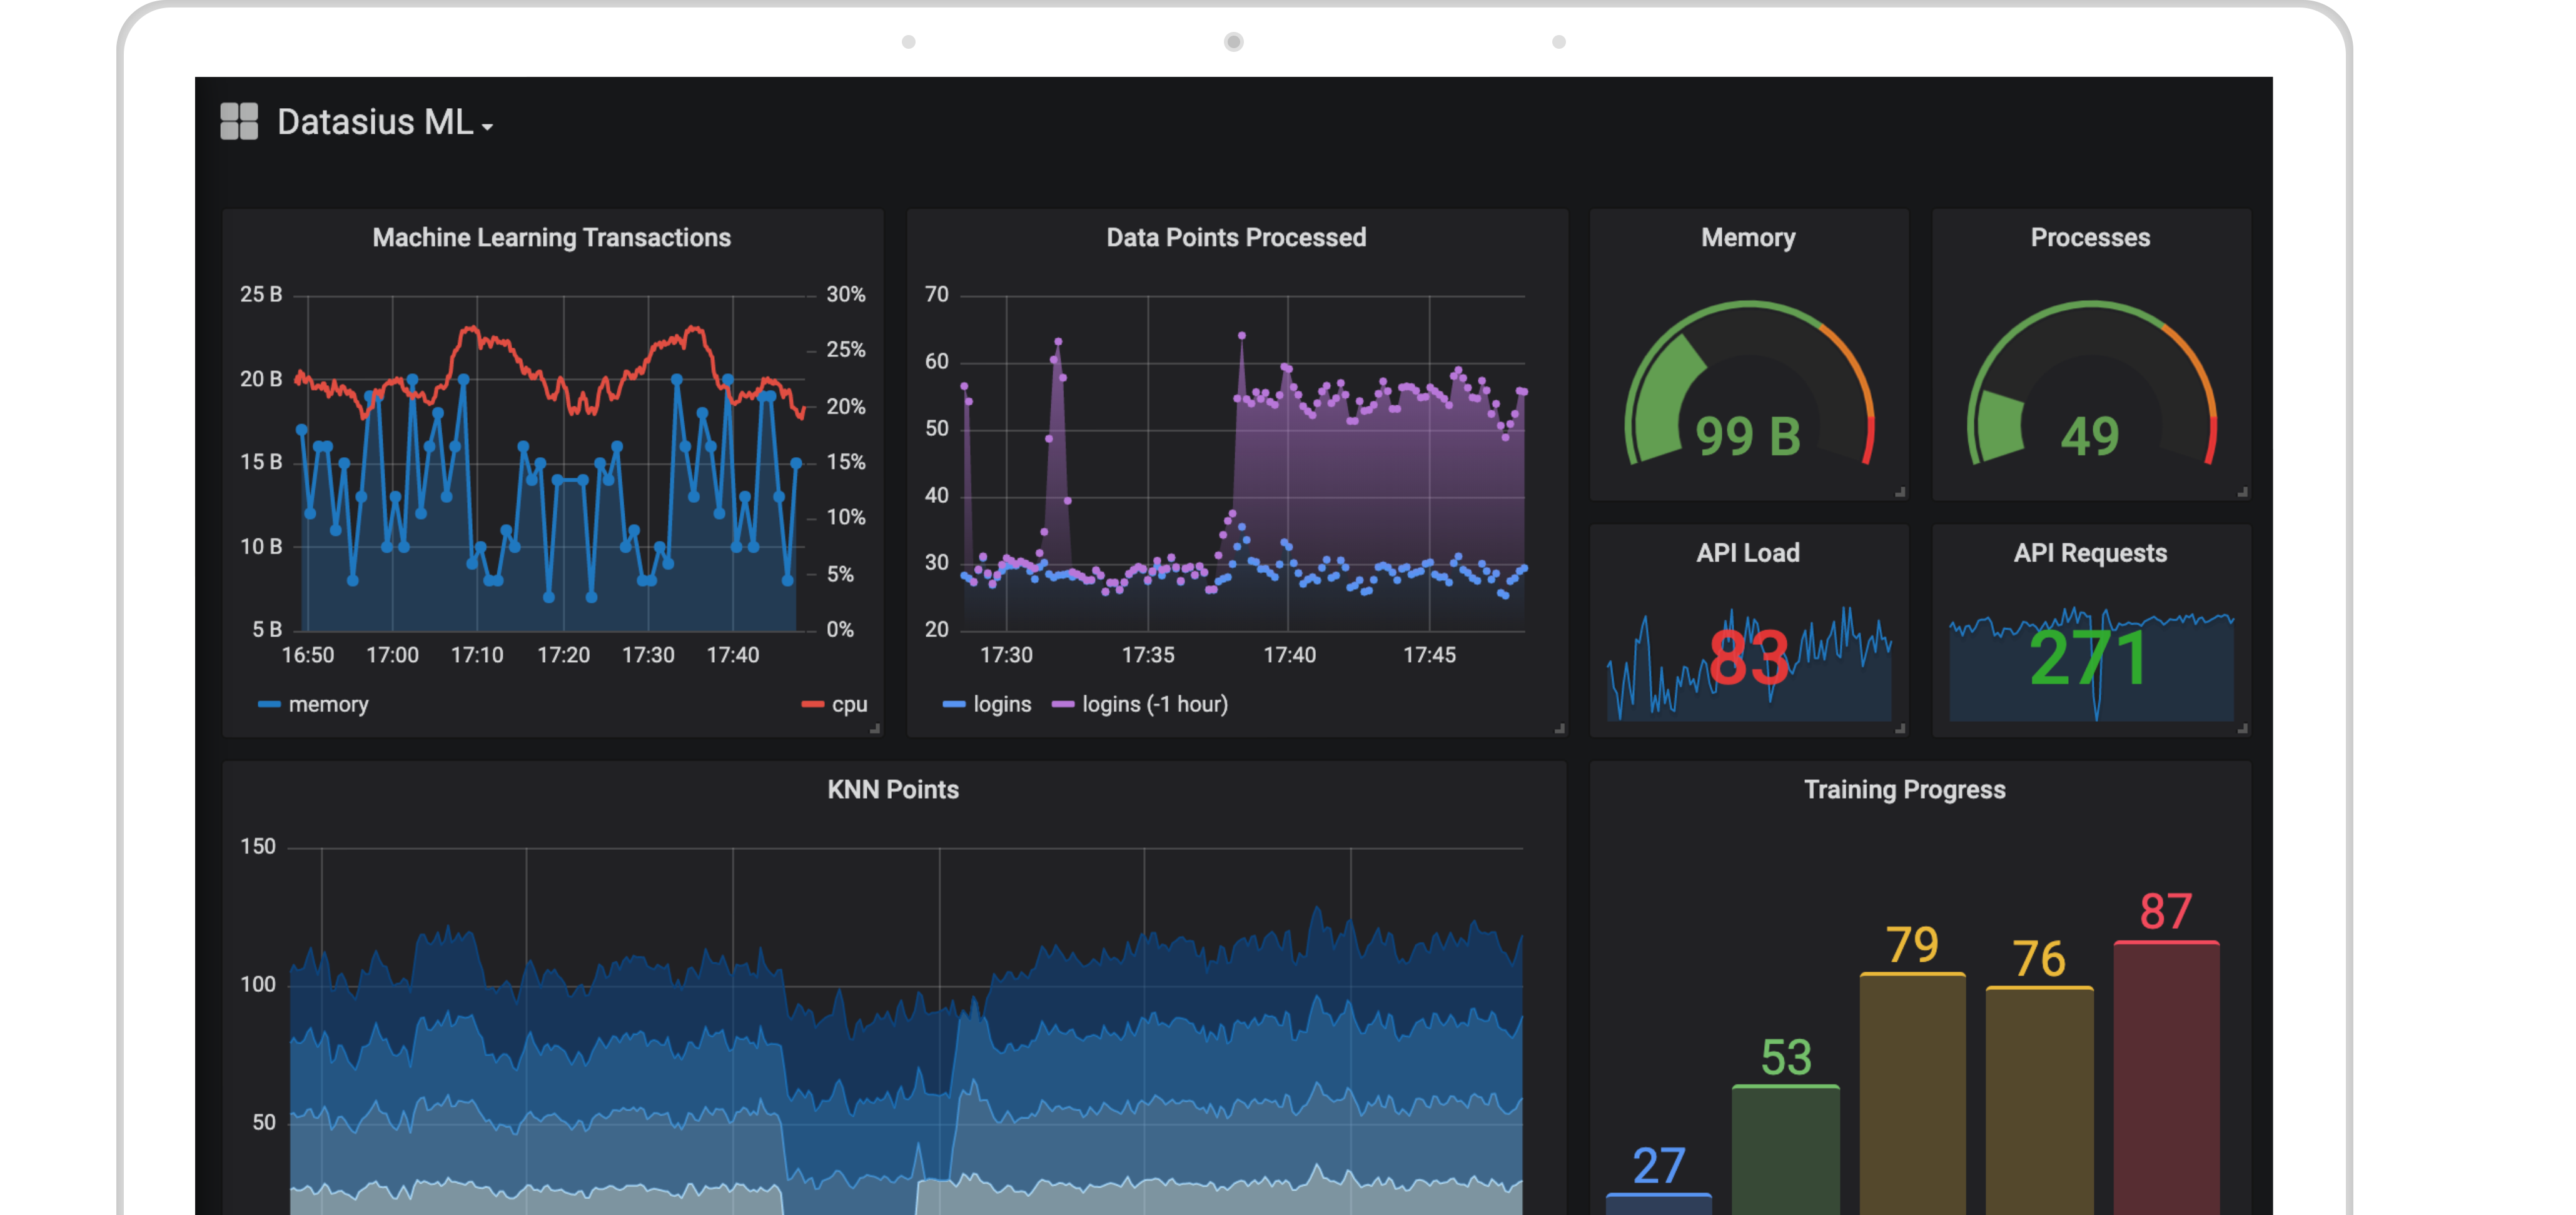 Datasius ML
Machine Learning Transactions
25 B
20 B
15 B
10 B
5 B
30%
25%
20%
15%
10%
5%
0%
16:50 17:00 17:10 17:20 17:30 17:40
memory cpu
Data Points Processed
70
60
50
40
30
20
17:30 17:35 17:40 17:45
logins logins (-1 hour)
Memory
99 B
Processes
49
API Load
83
API Requests
271
KNN Points
150
100
50
Training Progress
27
53
79
76
87